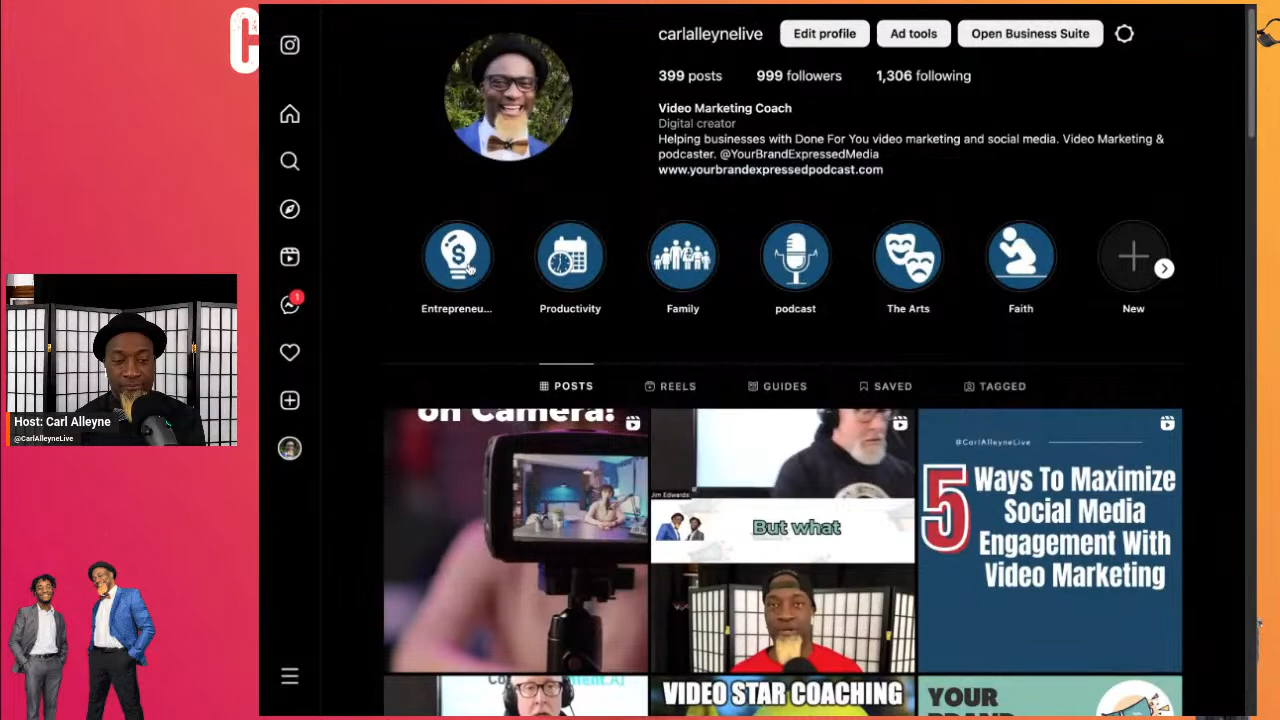 C
carlalleynelive
Edit profile
Ad tools
Open Business Suite
399 posts 999 followers 1,306 following
Video Marketing Coach
Digital creator
Helping businesses with Done For You video marketing and social media. Video Marketing &
podcaster. @YourBrandExpressedMedia
www.yourbrandexpressedpodcast.com
Entrepreneu...
Productivity
Family
podcast
The Arts
Faith
New
1
POSTS
REELS
GUIDES
SAVED
TAGGED
on Camera!
Jim Edwards
But what
@CarlAlleyneLive
5 Ways To Maximize
Social Media
Engagement With
Video Marketing
Host: Carl Alleyne
@CarlAlleyneLive
VIDEO STAR COACHING
YOUR